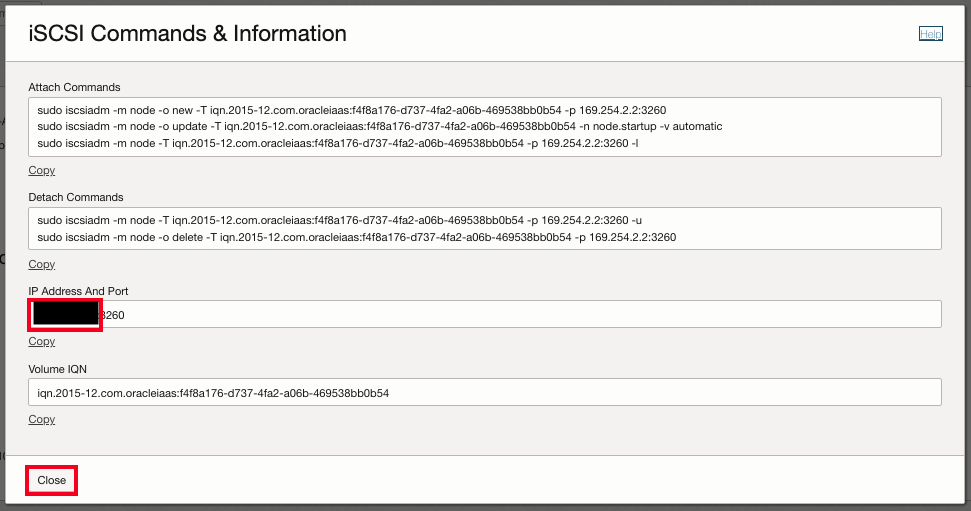 iSCSI Commands & Information
Help
Attach Commands
sudo iscsiadm -m node -o new -T iqn.2015-12.com.oracleiaas:f4f8a176-d737-4fa2-a06b-469538bb0b54 -p 169.254.2.2:3260
sudo iscsiadm -m node -o update -T iqn.2015-12.com.oracleiaas:f4f8a176-d737-4fa2-a06b-469538bb0b54 -n node.startup -v automatic
sudo iscsiadm -m node -T iqn.2015-12.com.oracleiaas:f4f8a176-d737-4fa2-a06b-469538bb0b54 -p 169.254.2.2:3260 -l
Copy
Detach Commands
sudo iscsiadm -m node -T iqn.2015-12.com.oracleiaas:f4f8a176-d737-4fa2-a06b-469538bb0b54 -p 169.254.2.2:3260 -u
sudo iscsiadm -m node -o delete -T iqn.2015-12.com.oracleiaas:f4f8a176-d737-4fa2-a06b-469538bb0b54 -p 169.254.2.2:3260
Copy
IP Address And Port
:3260
Copy
Volume IQN
iqn.2015-12.com.oracleiaas:f4f8a176-d737-4fa2-a06b-469538bb0b54
Copy
Close